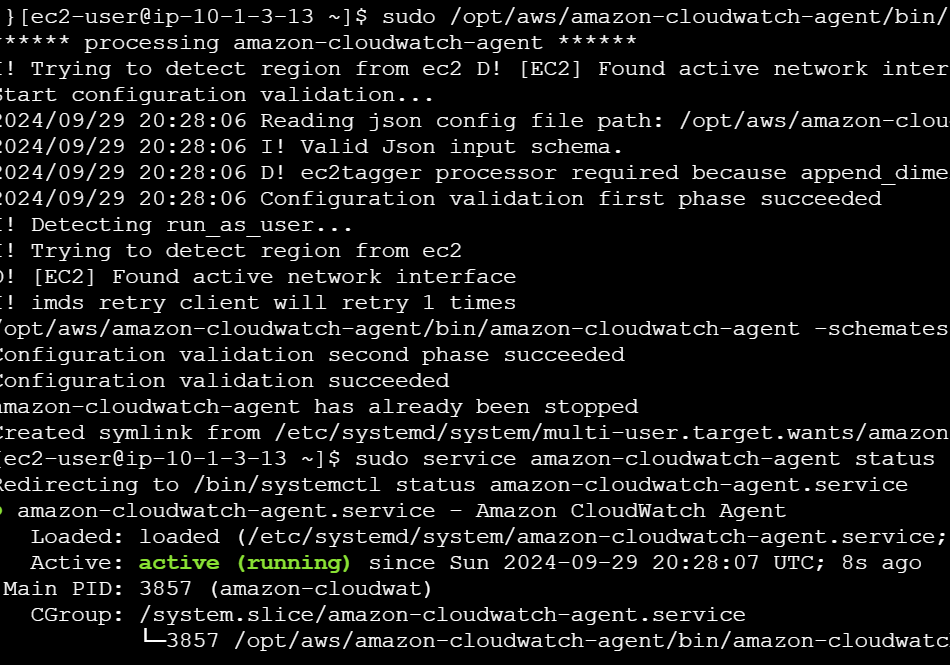 }[ec2-user@ip-10-1-3-13 ~]$ sudo /opt/aws/amazon-cloudwatch-agent/bin/
****** processing amazon-cloudwatch-agent ******
I! Trying to detect region from ec2 D! [EC2] Found active network inter
Start configuration validation...
2024/09/29 20:28:06 Reading json config file path: /opt/aws/amazon-clou
2024/09/29 20:28:06 I! Valid Json input schema.
2024/09/29 20:28:06 D! ec2tagger processor required because append_dime
2024/09/29 20:28:06 Configuration validation first phase succeeded
I! Detecting run_as_user...
I! Trying to detect region from ec2
D! [EC2] Found active network interface
I! imds retry client will retry 1 times
/opt/aws/amazon-cloudwatch-agent/bin/amazon-cloudwatch-agent -schemates
Configuration validation second phase succeeded
Configuration validation succeeded
amazon-cloudwatch-agent has already been stopped
Created symlink from /etc/systemd/system/multi-user.target.wants/amazon
[ec2-user@ip-10-1-3-13 ~]$ sudo service amazon-cloudwatch-agent status
Redirecting to /bin/systemctl status amazon-cloudwatch-agent.service
● amazon-cloudwatch-agent.service - Amazon CloudWatch Agent
Loaded: loaded (/etc/systemd/system/amazon-cloudwatch-agent.service;
Active: active (running) since Sun 2024-09-29 20:28:07 UTC; 8s ago
Main PID: 3857 (amazon-cloudwat)
CGroup: /system.slice/amazon-cloudwatch-agent.service
└─3857 /opt/aws/amazon-cloudwatch-agent/bin/amazon-cloudwatc